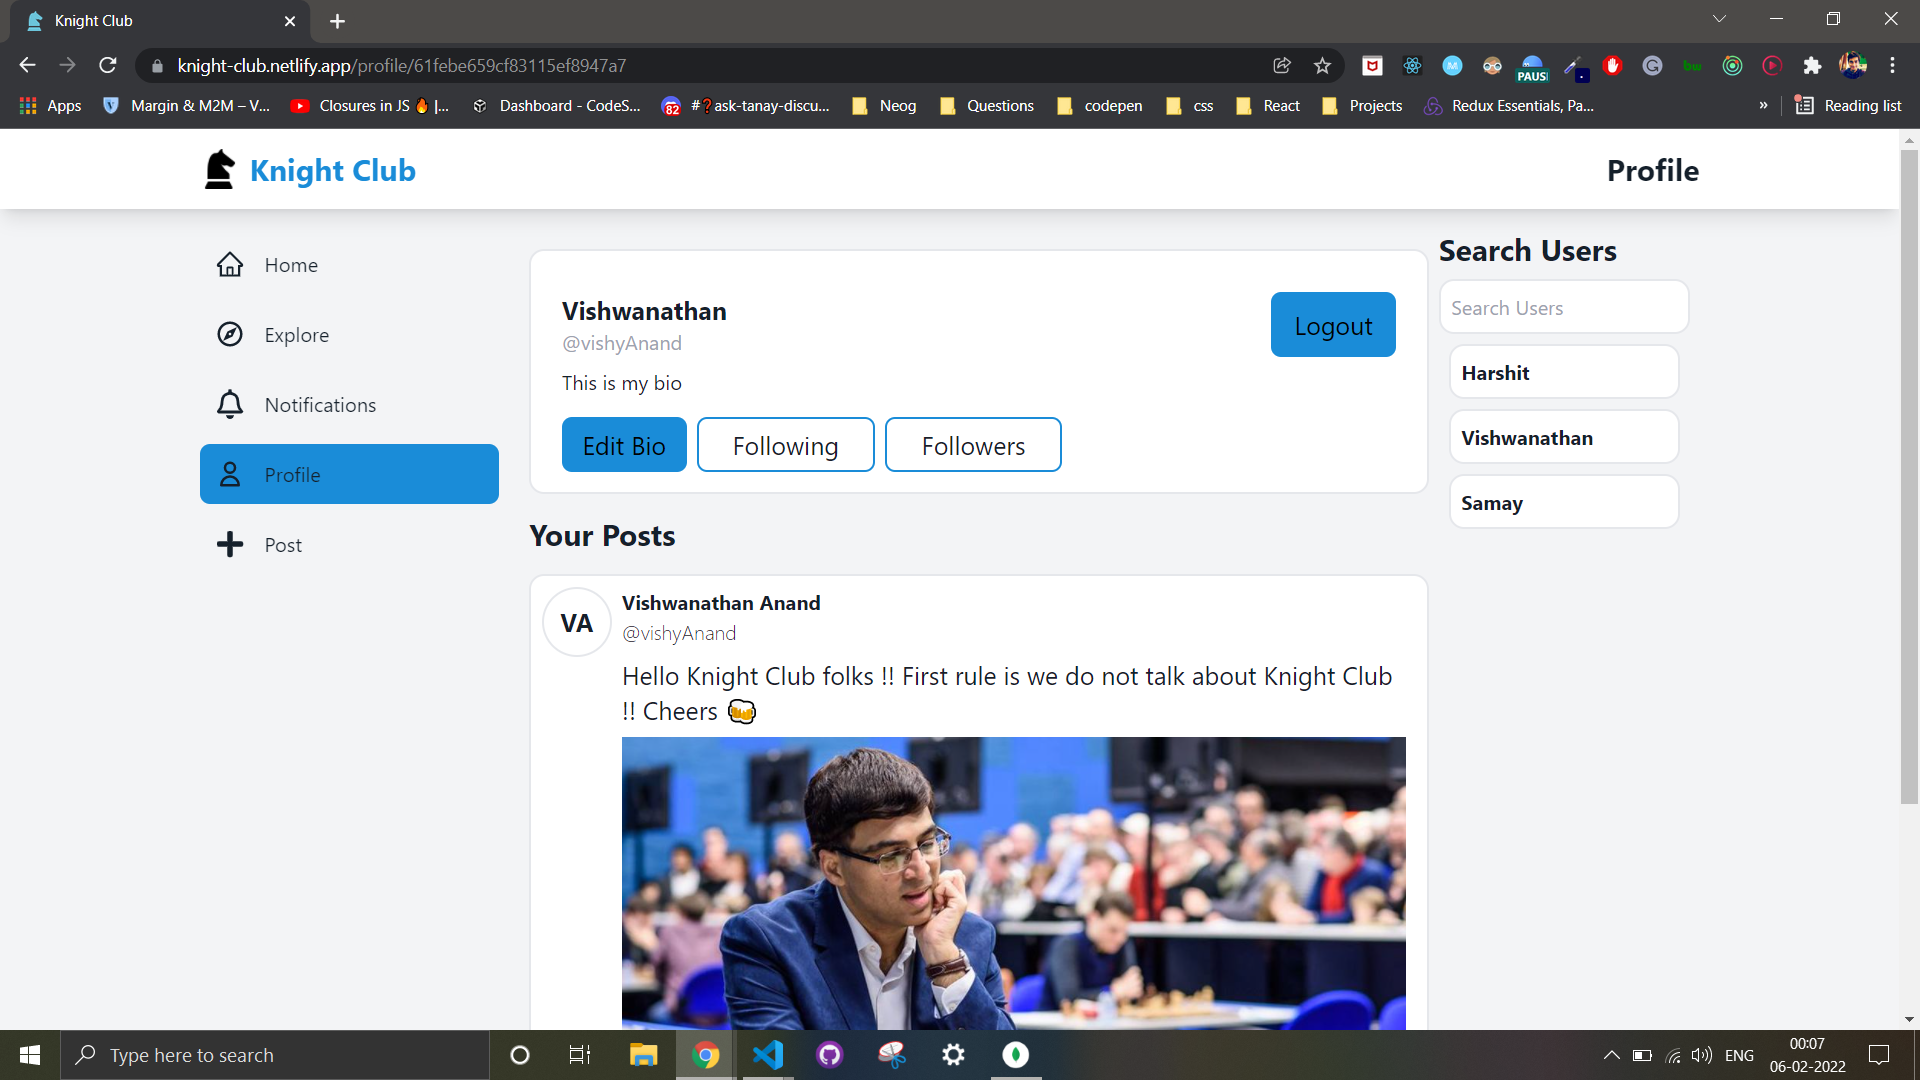 Knight Club
knight-club.netlify.app/profile/61febe659cf83115ef8947a7
PAUS!
Apps
Margin & M2M – V...
Closures in JS 🔥 |...
Dashboard - CodeS...
82
#❓ask-tanay-discu...
Neog
Questions
codepen
css
React
Projects
Redux Essentials, Pa...
»
Reading list
Knight Club
Profile
Home
Explore
Notifications
Profile
Post
Vishwanathan
@vishyAnand
This is my bio
Logout
Edit Bio
Following
Followers
Your Posts
VA
Vishwanathan Anand
@vishyAnand
Hello Knight Club folks !! First rule is we do not talk about Knight Club
!! Cheers 🍻
Search Users
Search Users
Harshit
Vishwanathan
Samay
Type here to search
ENG
00:07
06-02-2022